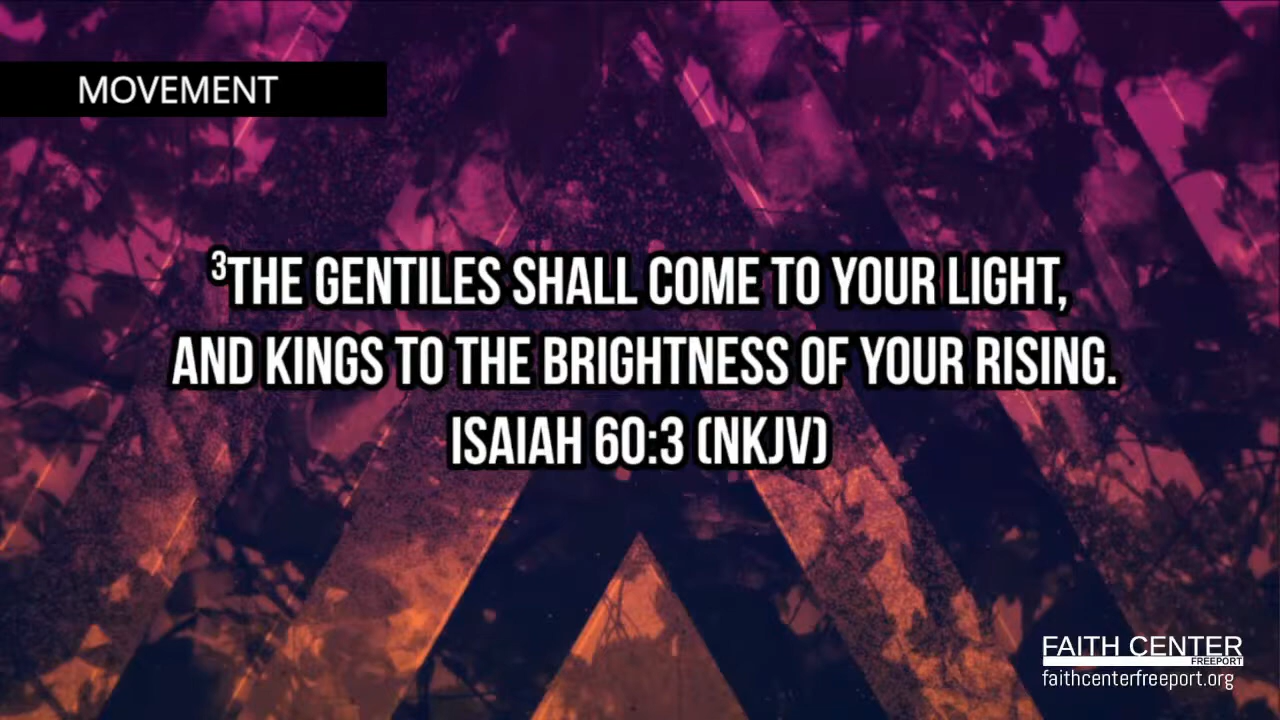 MOVEMENT
³THE GENTILES SHALL COME TO YOUR LIGHT,
AND KINGS TO THE BRIGHTNESS OF YOUR RISING.
ISAIAH 60:3 (NKJV)
FAITH CENTER
FREEPORT
faithcenterfreeport.org